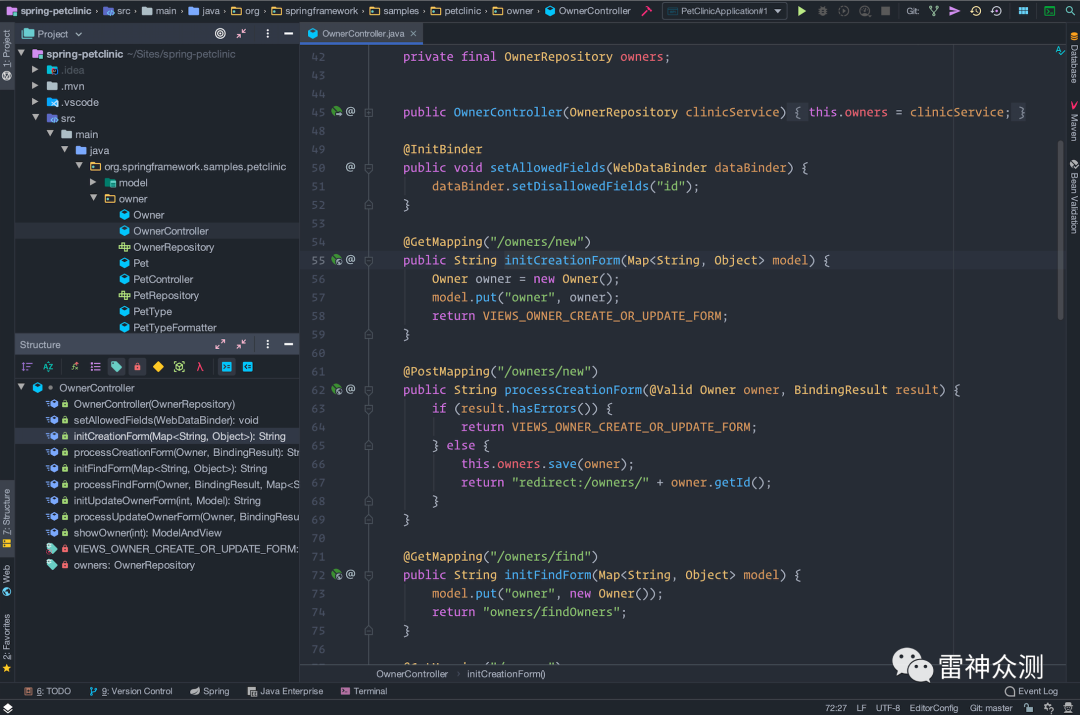 spring-petclinic › src › main › java › org › springframework › samples › petclinic › owner › OwnerController PetClinicApplication#1 Git:
Project
OwnerController.java
1: Project
spring-petclinic ~/Sites/spring-petclinic
.idea
.mvn
.vscode
src
main
java
org.springframework.samples.petclinic
model
owner
Owner
OwnerController
OwnerRepository
Pet
PetController
PetRepository
PetType
PetTypeFormatter
Structure
OwnerController
OwnerController(OwnerRepository)
setAllowedFields(WebDataBinder): void
initCreationForm(Map<String, Object>): String
processCreationForm(Owner, BindingResult): Str
initFindForm(Map<String, Object>): String
processFindForm(Owner, BindingResult, Map<S
initUpdateOwnerForm(int, Model): String
processUpdateOwnerForm(Owner, BindingResu
showOwner(int): ModelAndView
VIEWS_OWNER_CREATE_OR_UPDATE_FORM:
owners: OwnerRepository
7: Structure
Web
2: Favorites
42 private final OwnerRepository owners;
43
44
45 public OwnerController(OwnerRepository clinicService) { this.owners = clinicService; }
48
49 @InitBinder
50 @ public void setAllowedFields(WebDataBinder dataBinder) {
51 dataBinder.setDisallowedFields("id");
52 }
53
54 @GetMapping("/owners/new")
55 @ public String initCreationForm(Map<String, Object> model) {
56 Owner owner = new Owner();
57 model.put("owner", owner);
58 return VIEWS_OWNER_CREATE_OR_UPDATE_FORM;
59 }
60
61 @PostMapping("/owners/new")
62 @ public String processCreationForm(@Valid Owner owner, BindingResult result) {
63 if (result.hasErrors()) {
64 return VIEWS_OWNER_CREATE_OR_UPDATE_FORM;
65 } else {
66 this.owners.save(owner);
67 return "redirect:/owners/" + owner.getId();
68 }
69 }
70
71 @GetMapping("/owners/find")
72 @ public String initFindForm(Map<String, Object> model) {
73 model.put("owner", new Owner());
74 return "owners/findOwners";
75 }
76
Database
Maven
Bean Validation
雷神众测
OwnerController › initCreationForm()
6: TODO 9: Version Control Spring Java Enterprise Terminal Event Log
72:27 LF UTF-8 EditorConfig Git: master